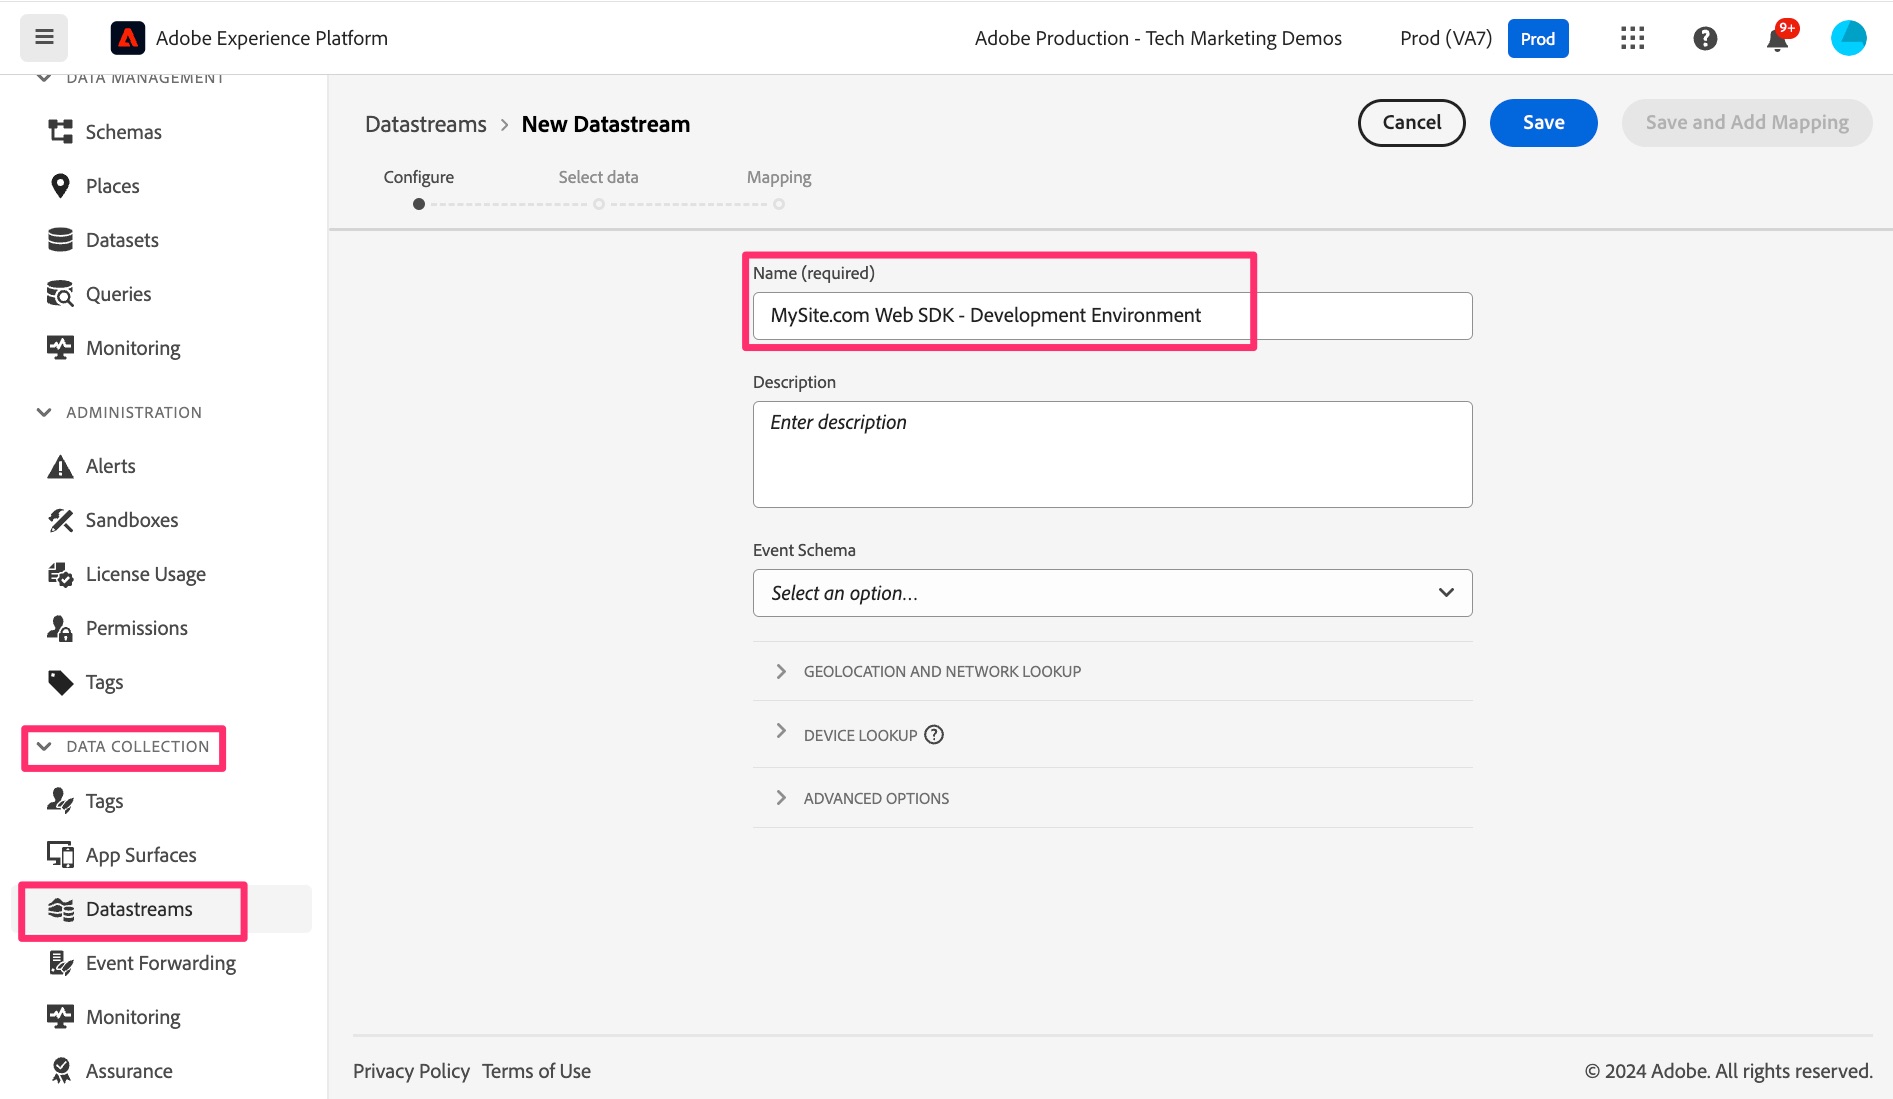 Adobe Experience Platform
Adobe Production - Tech Marketing Demos
Prod (VA7)
Prod
9+
DATA MANAGEMENT
Schemas
Places
Datasets
Queries
Monitoring
ADMINISTRATION
Alerts
Sandboxes
License Usage
Permissions
Tags
DATA COLLECTION
Tags
App Surfaces
Datastreams
Event Forwarding
Monitoring
Assurance
Datastreams > New Datastream
Cancel
Save
Save and Add Mapping
Configure
Select data
Mapping
Name (required)
MySite.com Web SDK - Development Environment
Description
Enter description
Event Schema
Select an option...
GEOLOCATION AND NETWORK LOOKUP
DEVICE LOOKUP
ADVANCED OPTIONS
Privacy Policy Terms of Use
© 2024 Adobe. All rights reserved.